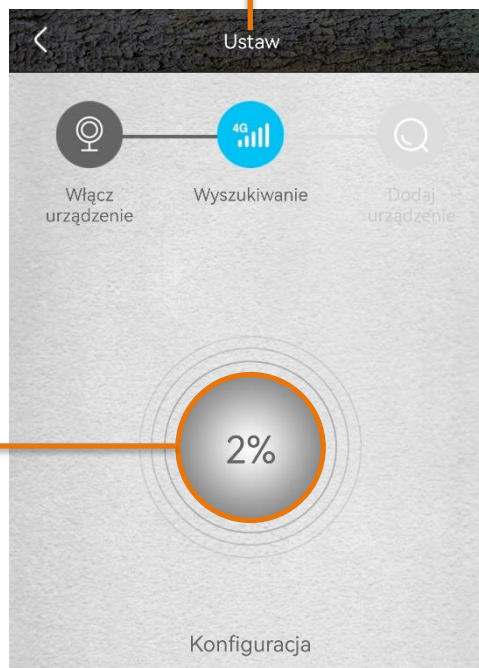 Ustaw
4G
Włącz
urządzenie
Wyszukiwanie
Dodaj
urządzenie
2%
Konfiguracja